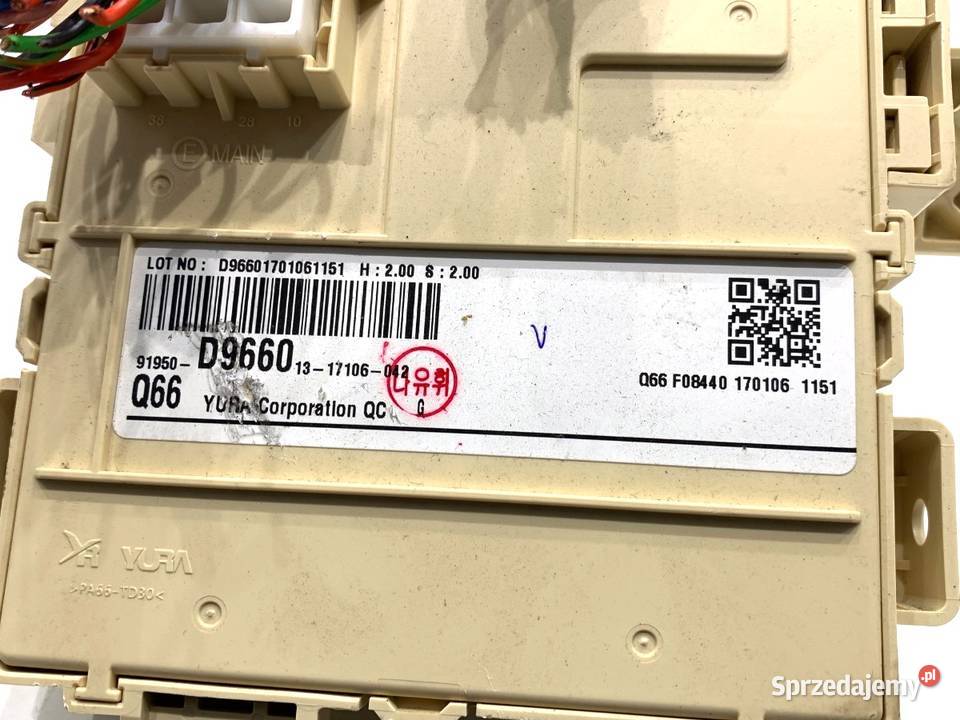 38 28 10
E MAIN
LOT NO : D96601701061151 H : 2.00 S : 2.00
91950- D9660 13-17106-042
나유휘
Q66 YURA Corporation QC G
V
Q66 F08440 170106 1151
YR YURA
>PA66-TD30<
Sprzedajemy.pl